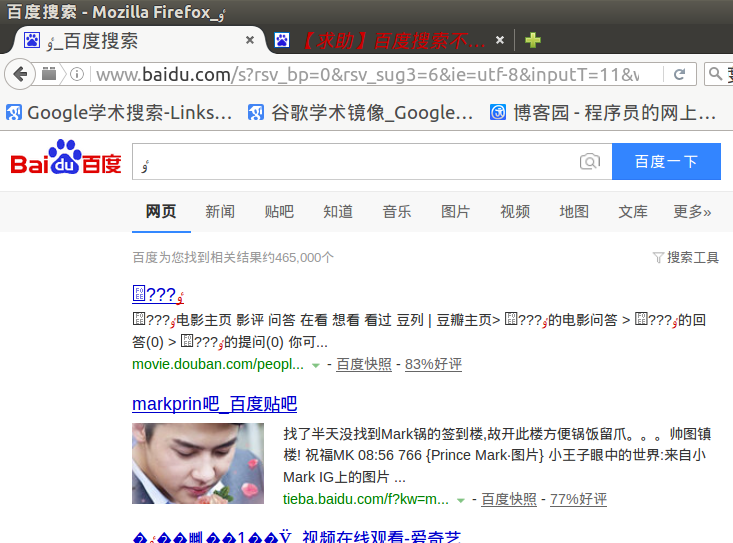 百度搜索 - Mozilla Firefox_ؤ
ؤ_百度搜索
【求助】百度搜索不...
www.baidu.com/s?rsv_bp=0&rsv_sug3=6&ie=utf-8&inputT=11&
Google学术搜索-Links...
谷歌学术镜像_Google...
博客园 - 程序员的网上...
Bai du 百度
ؤ
百度一下
网页 新闻 贴吧 知道 音乐 图片 视频 地图 文库 更多»
百度为您找到相关结果约465,000个
搜索工具
???ؤ
???ؤ电影主页 影评 问答 在看 想看 看过 豆列 | 豆瓣主页> ???ؤ的电影问答 > ???ؤ的回
答(0) > ???ؤ的提问(0) 你可...
movie.douban.com/peopl... - 百度快照 - 83%好评
markprin吧_百度贴吧
找了半天没找到Mark锅的签到楼,故开此楼方便锅饭留爪。。。帅图镇
楼! 祝福MK 08:56 766 {Prince Mark·图片} 小王子眼中的世界:来自小
Mark IG上的图片 ...
tieba.baidu.com/f?kw=m... - 百度快照 - 77%好评
视频在线观看-爱奇艺